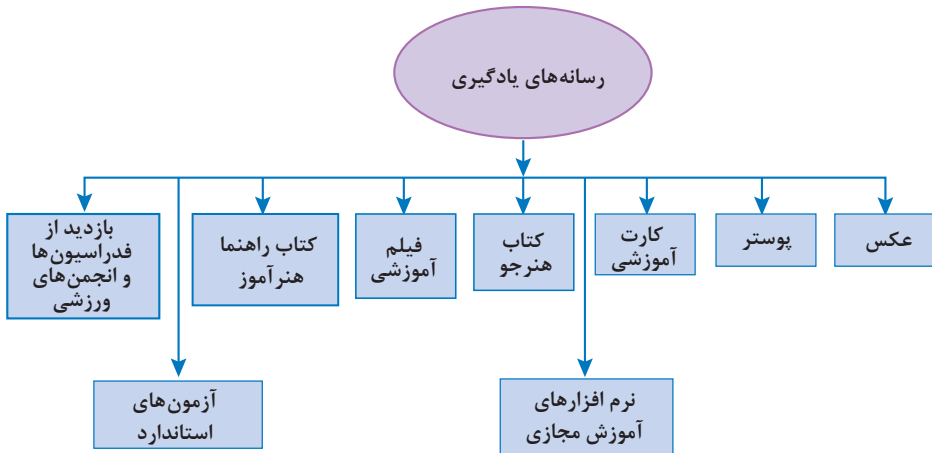 رسانه‌های یادگیری
عکس
پوستر
کارت
آموزشی
کتاب
هنرجو
فیلم
آموزشی
کتاب راهنما
هنرآموز
بازدید از
فدراسیون‌ها
و انجمن‌های
ورزشی
نرم افزارهای
آموزش مجازی
آزمون‌های
استاندارد